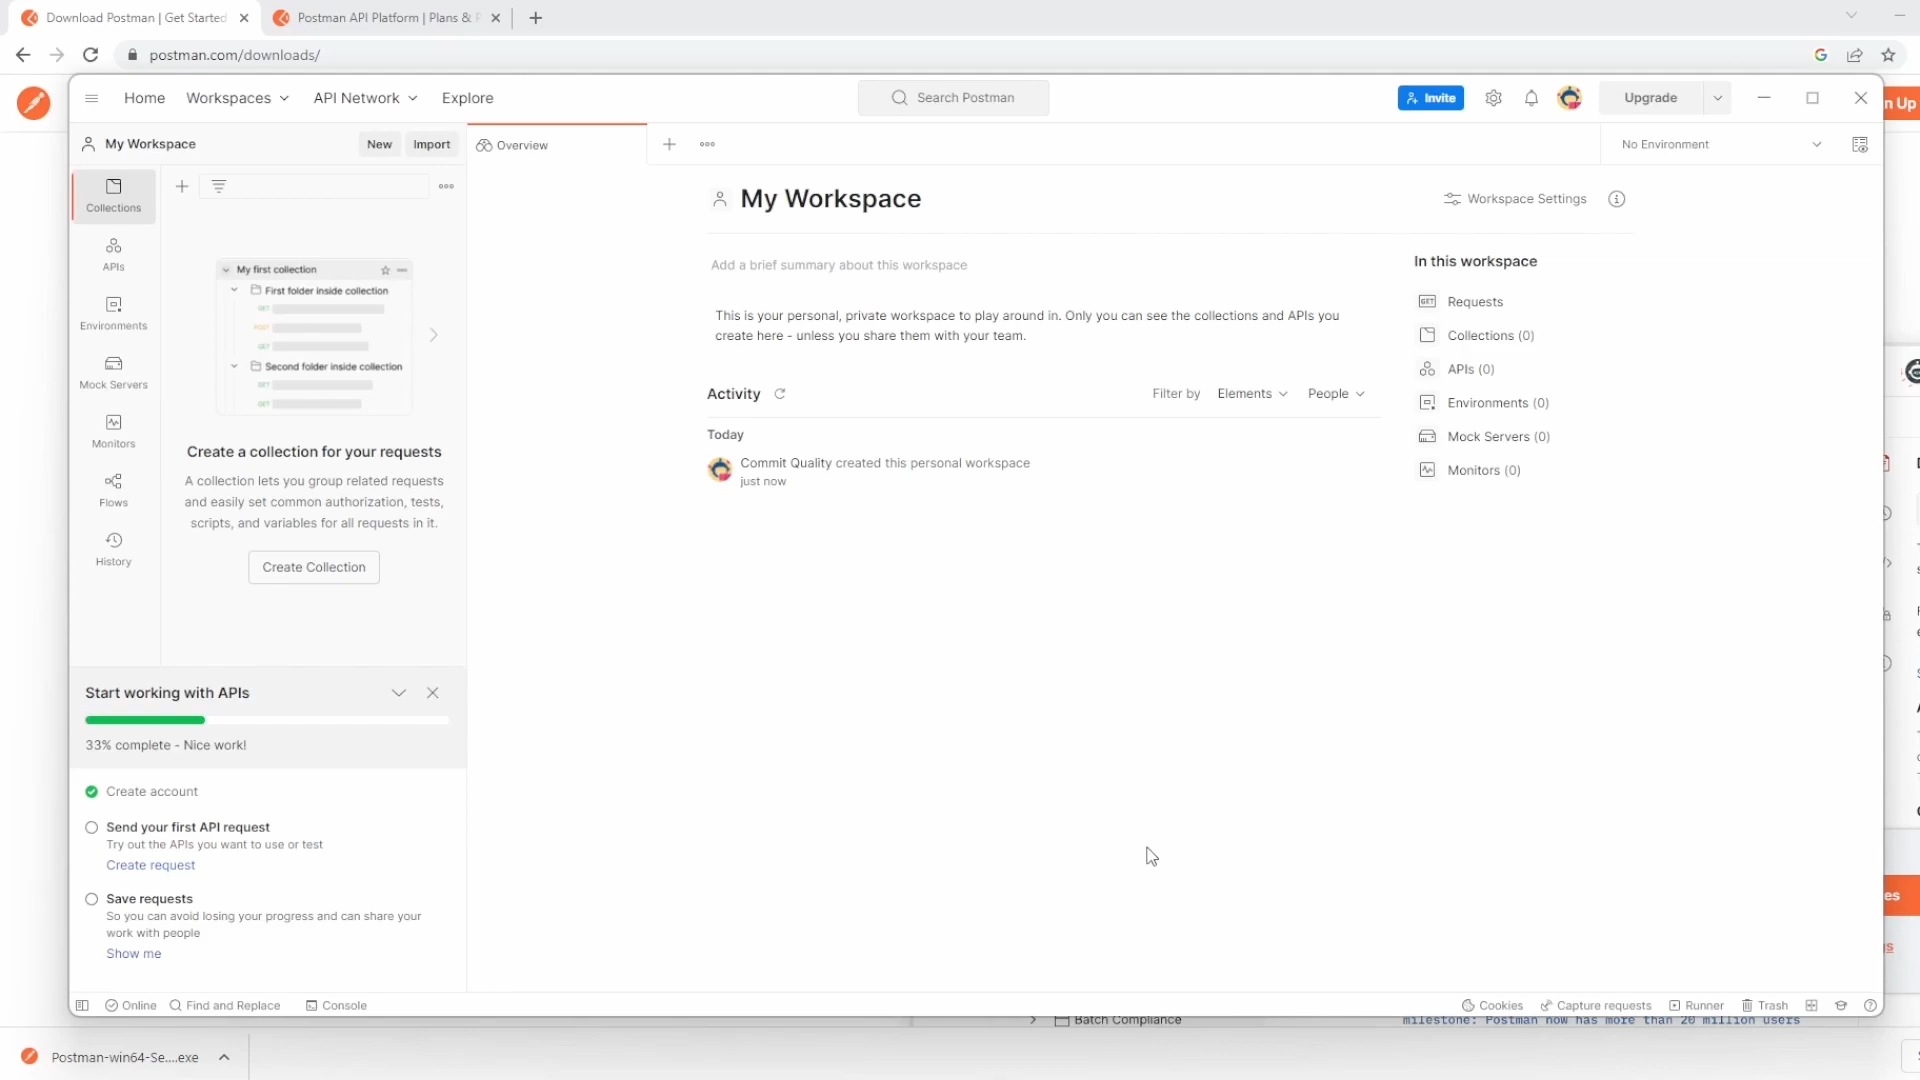 Download Postman | Get Started
Postman API Platform | Plans &
postman.com/downloads/
Home
Workspaces
API Network
Explore
Search Postman
Invite
Upgrade
n Up
My Workspace
New
Import
Overview
No Environment
Collections
APIs
Environments
Mock Servers
Monitors
Flows
History
My first collection
First folder inside collection
GET
POST
GET
Second folder inside collection
GET
GET
Create a collection for your requests
A collection lets you group related requests
and easily set common authorization, tests,
scripts, and variables for all requests in it.
Create Collection
My Workspace
Workspace Settings
Add a brief summary about this workspace
This is your personal, private workspace to play around in. Only you can see the collections and APIs you
create here - unless you share them with your team.
Activity
Filter by
Elements
People
Today
Commit Quality created this personal workspace
just now
In this workspace
GET
Requests
Collections (0)
APIs (0)
Environments (0)
Mock Servers (0)
Monitors (0)
Start working with APIs
33% complete - Nice work!
Create account
Send your first API request
Try out the APIs you want to use or test
Create request
Save requests
So you can avoid losing your progress and can share your
work with people
Show me
es
Online
Find and Replace
Console
Cookies
Capture requests
Runner
Trash
Batch Compliance
milestone: Postman now has more than 20 million users
Postman-win64-Se....exe